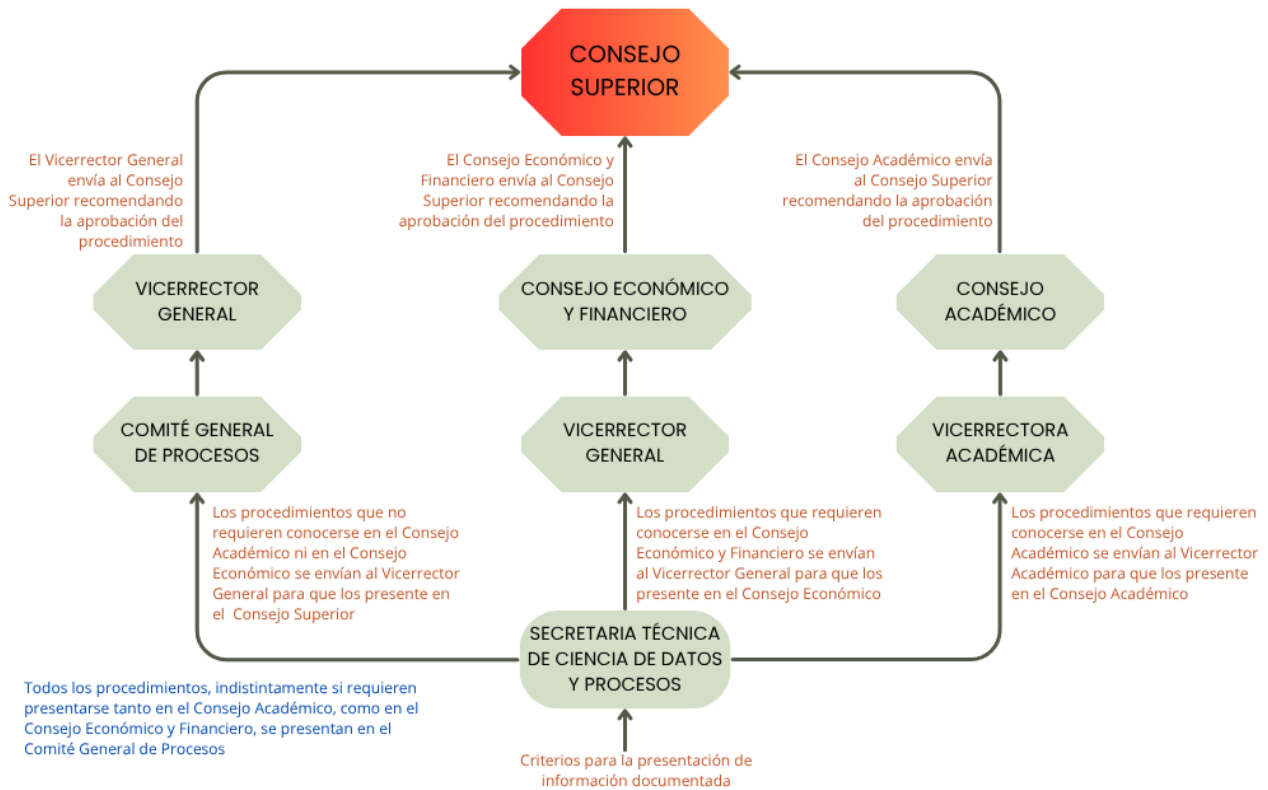 CONSEJO
SUPERIOR
El Vicerrector General
envía al Consejo
Superior recomendando
la aprobación del
procedimiento
El Consejo Económico y
Financiero envía al Consejo
Superior recomendando la
aprobación del procedimiento
El Consejo Académico envía
al Consejo Superior
recomendando la aprobación
del procedimiento
VICERRECTOR
GENERAL
CONSEJO ECONÓMICO
Y FINANCIERO
CONSEJO
ACADÉMICO
COMITÉ GENERAL
DE PROCESOS
VICERRECTOR
GENERAL
VICERRECTORA
ACADÉMICA
Los procedimientos que no
requieren conocerse en el Consejo
Académico ni en el Consejo
Económico se envían al Vicerrector
General para que los presente en
el Consejo Superior
Los procedimientos que requieren
conocerse en el Consejo
Económico y Financiero se envían
al Vicerrector General para que los
presente en el Consejo Económico
Los procedimientos que requieren
conocerse en el Consejo
Académico se envían al Vicerrector
Académico para que los presente
en el Consejo Académico
SECRETARIA TÉCNICA
DE CIENCIA DE DATOS
Y PROCESOS
Todos los procedimientos, indistintamente si requieren
presentarse tanto en el Consejo Académico, como en el
Consejo Económico y Financiero, se presentan en el
Comité General de Procesos
Criterios para la presentación de
información documentada